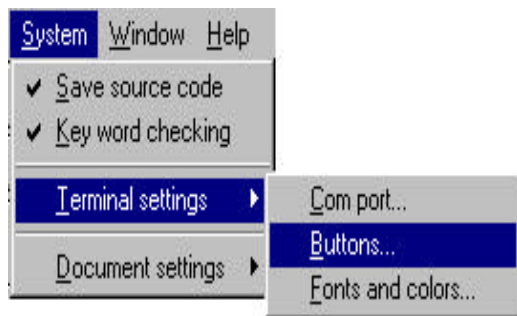 System Window Help
✔ Save source code
✔ Key word checking
Terminal settings
Com port...
Buttons...
Document settings
Fonts and colors...